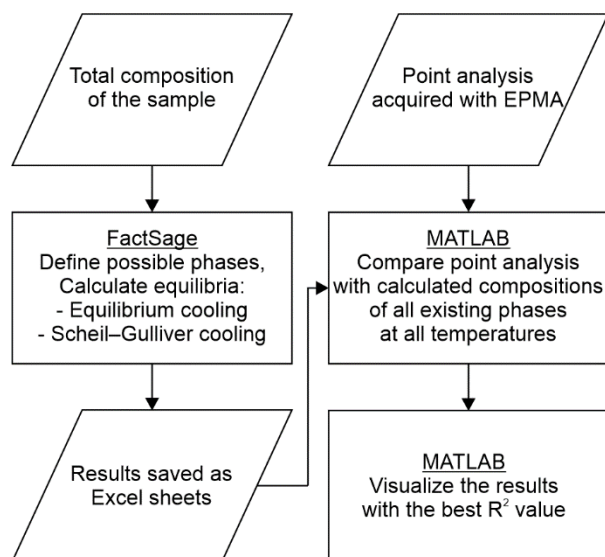 Total composition
of the sample
Point analysis
acquired with EPMA
FactSage
Define possible phases,
Calculate equilibria:
- Equilibrium cooling
- Scheil–Gulliver cooling
MATLAB
Compare point analysis
with calculated compositions
of all existing phases
at all temperatures
Results saved as
Excel sheets
MATLAB
Visualize the results
with the best R² value